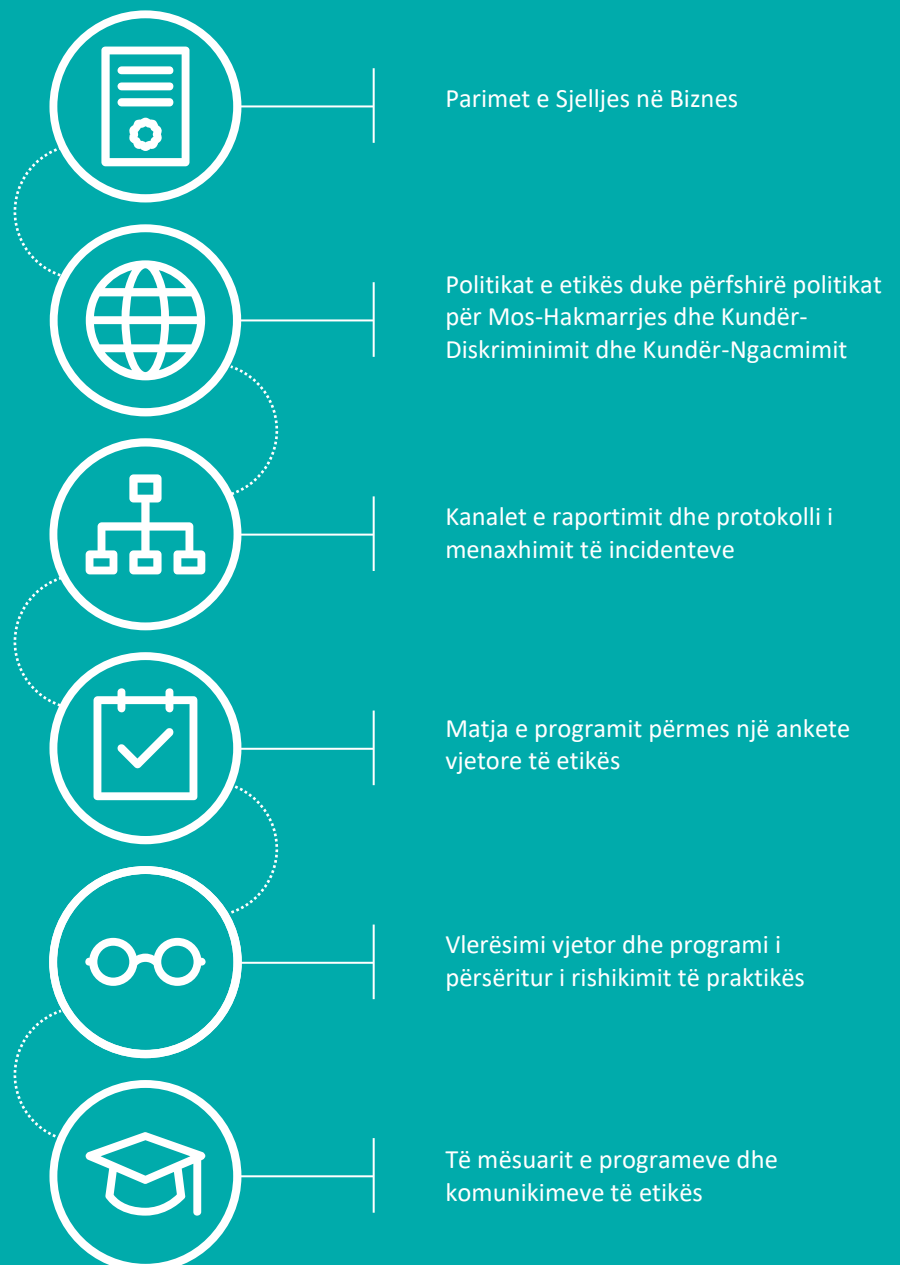 Parimet e Sjelljes në Biznes
Politikat e etikës duke përfshirë politikat
për Mos-Hakmarrjes dhe Kundër-
Diskriminimit dhe Kundër-Ngacmimit
Kanalet e raportimit dhe protokolli i
menaxhimit të incidenteve
Matja e programit përmes një ankete
vjetore të etikës
Vlerësimi vjetor dhe programi i
përsëritur i rishikimit të praktikës
Të mësuarit e programeve dhe
komunikimeve të etikës